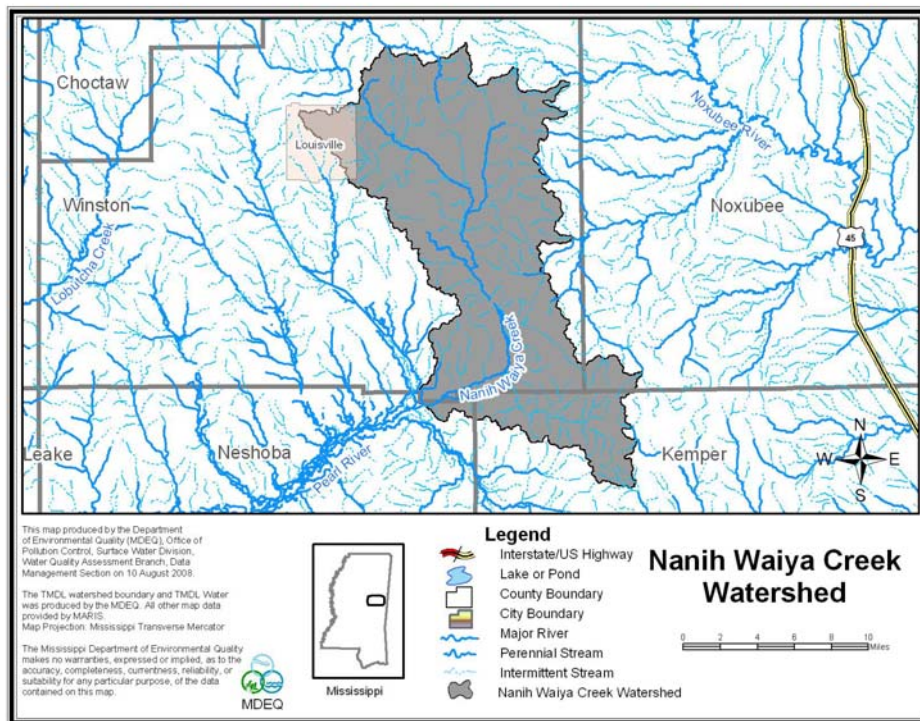 Choctaw
Louisville
Noxubee River
Winston
Noxubee
45
Lobutcha Creek
Nanih Waiya Creek
Leake
Neshoba
Pearl River
Kemper
N
W E
S
This map produced by the Department
of Environmental Quality (MDEQ), Office of
Pollution Control, Surface Water Division,
Water Quality Assessment Branch, Data
Management Section on 10 August 2008.
The TMDL watershed boundary and TMDL Water
was produced by the MDEQ. All other map data
provided by MARIS.
Map Projection: Mississippi Transverse Mercator
The Mississippi Department of Environmental Quality
makes no warranties, expressed or implied, as to the
accuracy, completeness, currentness, reliability, or
suitability for any particular purpose, of the data
contained on this map.
MDEQ
Mississippi
Legend
Interstate/US Highway
Lake or Pond
County Boundary
City Boundary
Major River
Perennial Stream
Intermittent Stream
Nanih Waiya Creek Watershed
Nanih Waiya Creek
Watershed
0 2 4 6 8 10
Miles